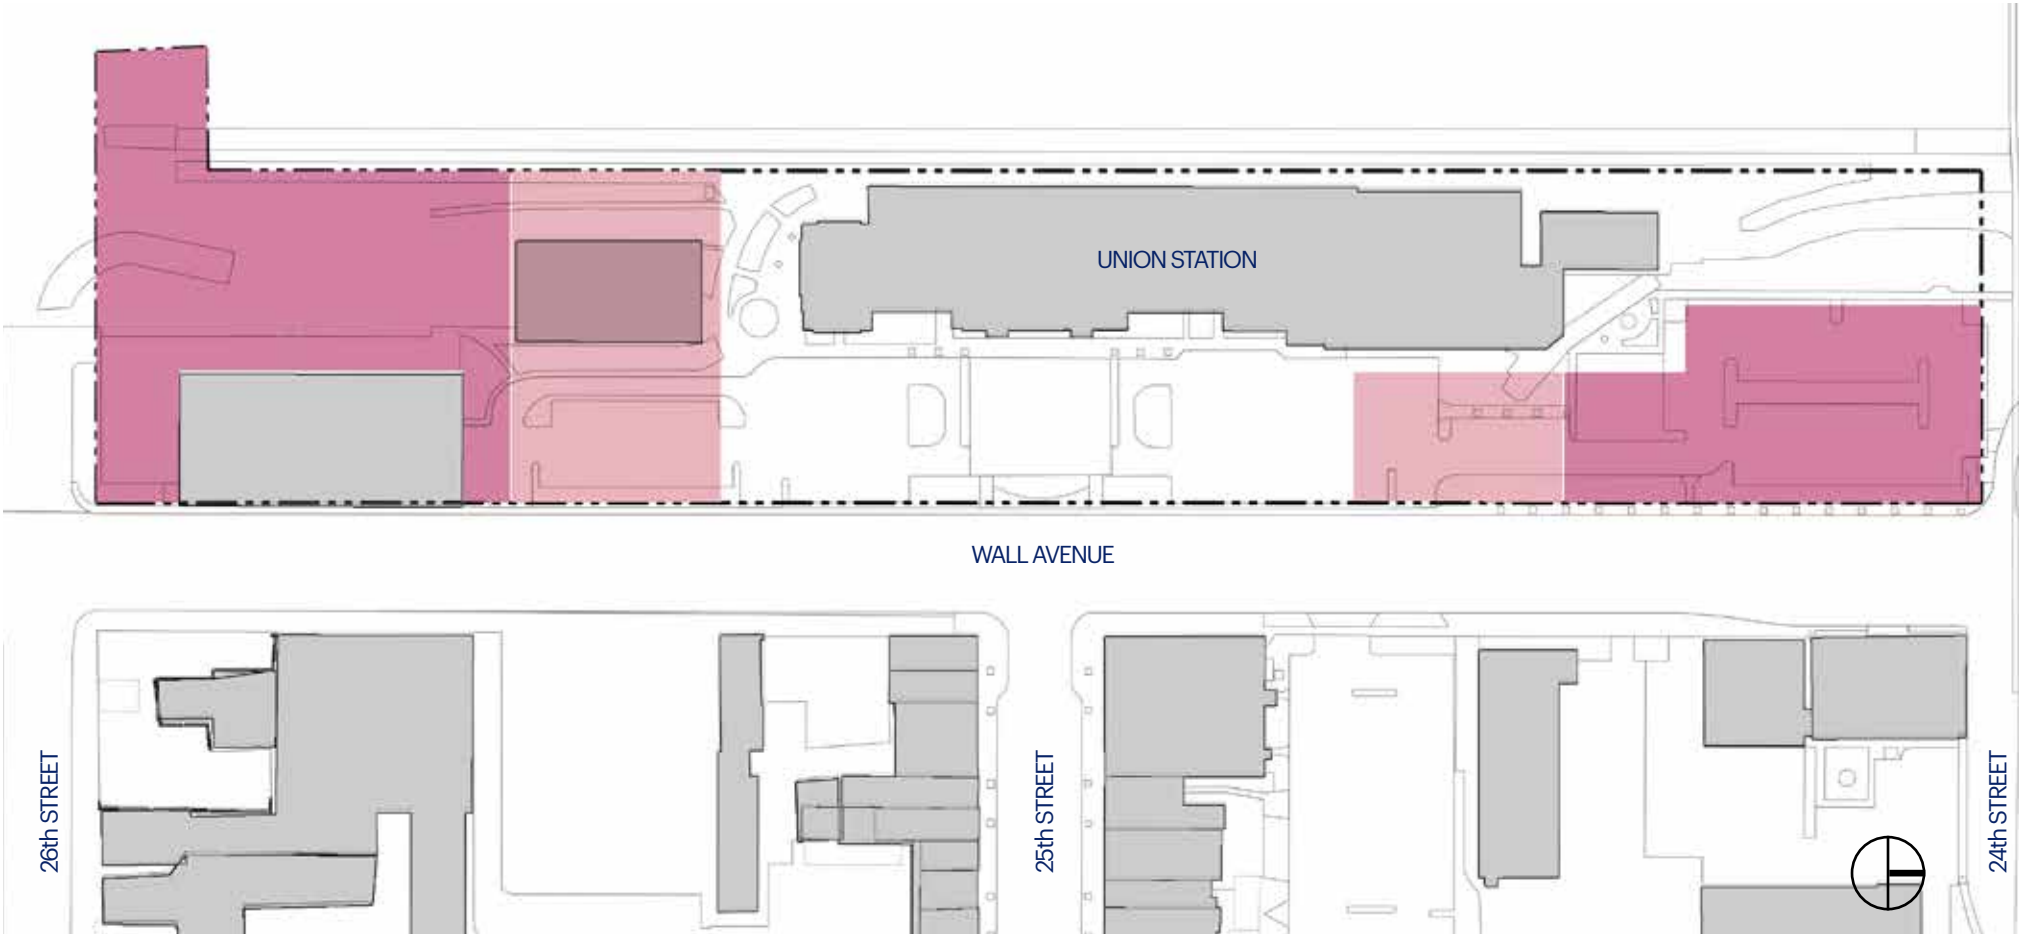 UNION STATION
WALL AVENUE
26th STREET
25th STREET
24th STREET